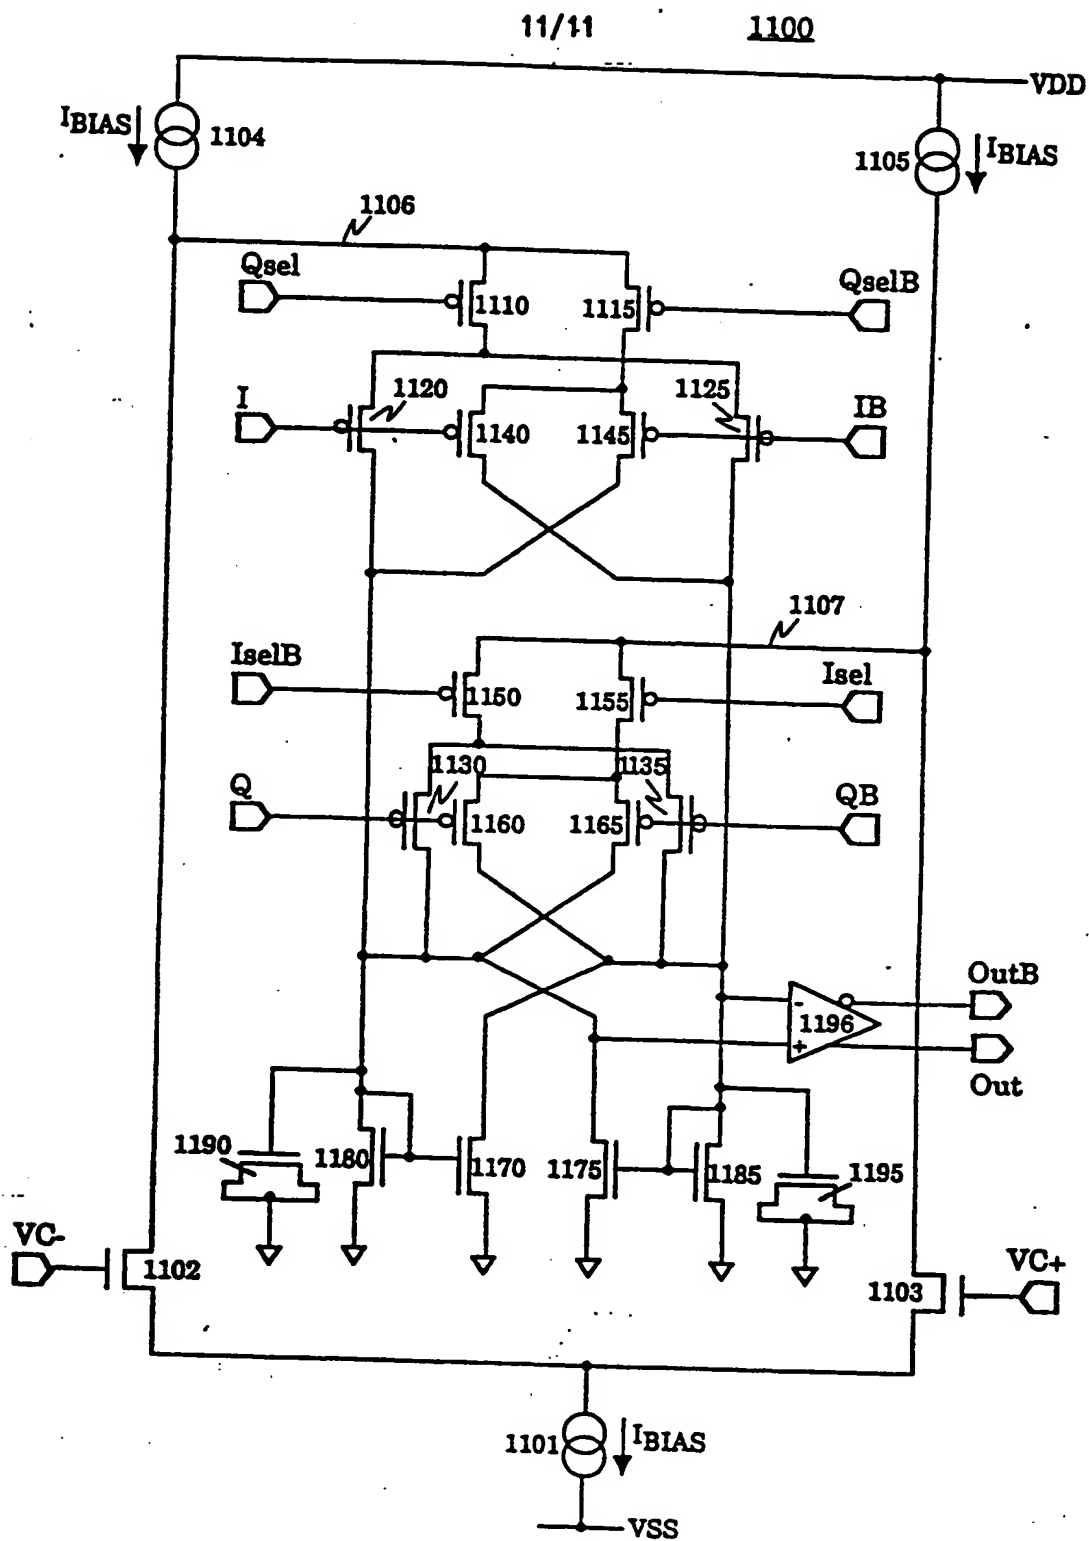 11/11 1100
VDD
IBIAS 1104
1105 IBIAS
1106
Qsel
QselB
1110 1115
I
1120
1125
IB
1140 1145
1107
IselB
Isel
1150 1155
Q
1130
1135
QB
1160 1165
OutB
- 1196
+
Out
1190
1180 1170 1175 1185
1195
VC-
1102
VC+
1103
1101 IBIAS
VSS